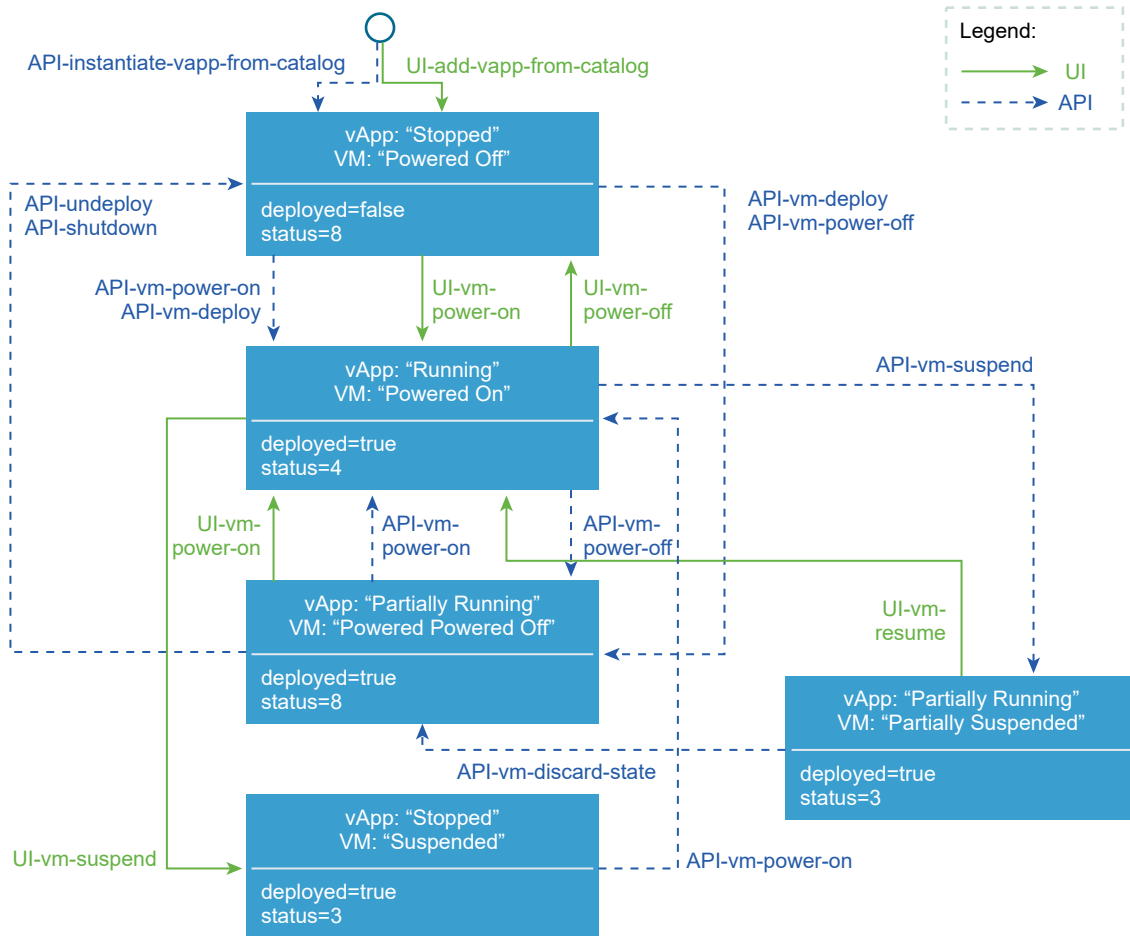 Legend:
UI
API
API-instantiate-vapp-from-catalog
UI-add-vapp-from-catalog
vApp: “Stopped”
VM: “Powered Off”
deployed=false
status=8
API-undeploy
API-shutdown
API-vm-deploy
API-vm-power-off
API-vm-power-on
API-vm-deploy
UI-vm-
power-on
UI-vm-
power-off
vApp: “Running”
VM: “Powered On”
deployed=true
status=4
API-vm-suspend
UI-vm-
power-on
API-vm-
power-on
API-vm-
power-off
vApp: “Partially Running”
VM: “Powered Powered Off”
deployed=true
status=8
UI-vm-
resume
vApp: “Partially Running”
VM: “Partially Suspended”
deployed=true
status=3
API-vm-discard-state
vApp: “Stopped”
VM: “Suspended”
deployed=true
status=3
UI-vm-suspend
API-vm-power-on